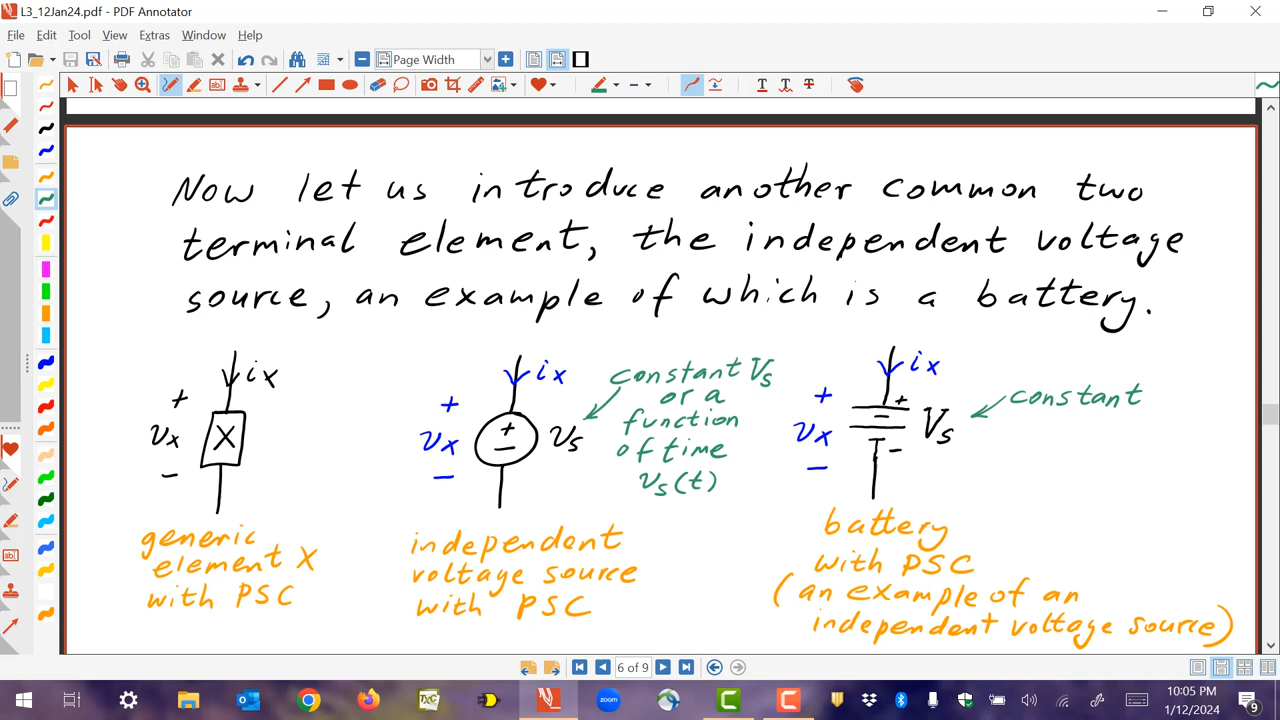 L3_12Jan24.pdf - PDF Annotator
File Edit Tool View Extras Window Help
Page Width
Now let us introduce another common two
terminal element, the independent voltage
source, an example of which is a battery.
ix
+
vx
-
X
generic
element X
with PSC
ix
+
vx
-
+
-
vs
constant Vs
or a
function
of time
vs(t)
independent
voltage source
with PSC
ix
+
vx
-
+
-
Vs
constant
battery
with PSC
(an example of an
independent voltage source)
6 of 9
zoom
10:05 PM
1/12/2024
9